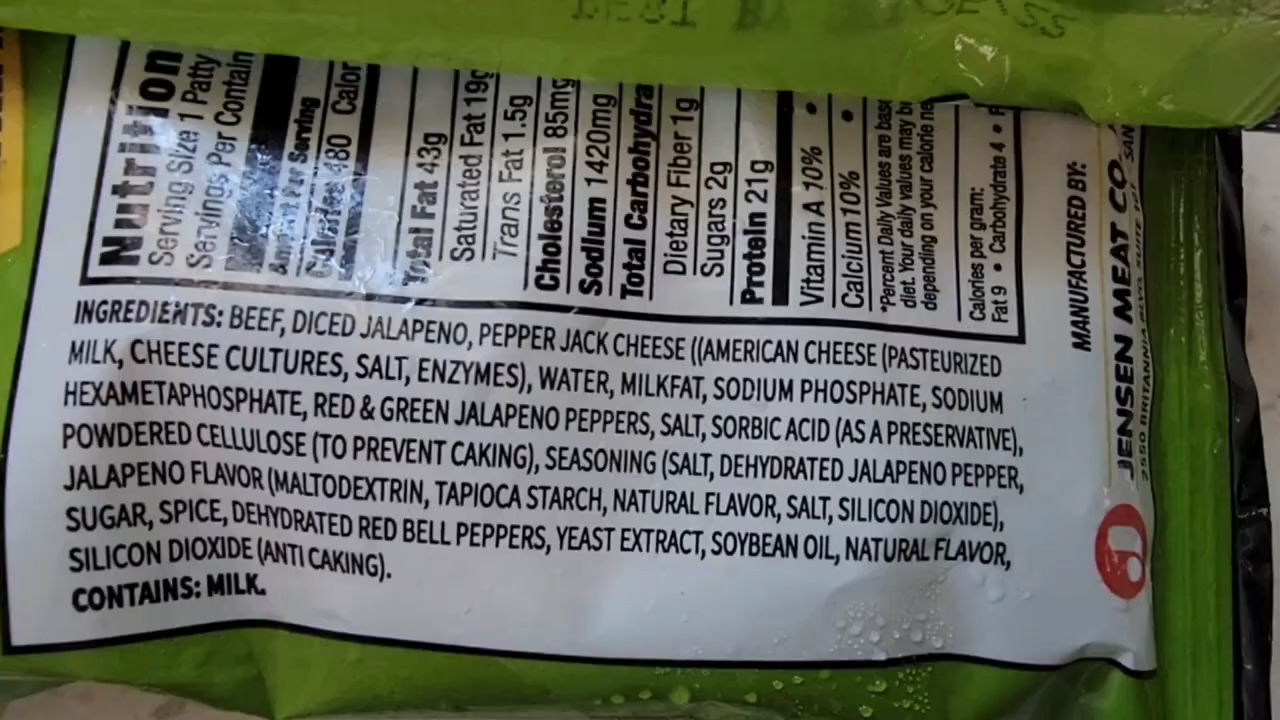 Nutrition
Serving Size 1 Patty
Servings Per Contain
Amount Per Serving
Calories 480 Calor
Total Fat 43g
Saturated Fat 19g
Trans Fat 1.5g
Cholesterol 85mg
Sodium 1420mg
Total Carbohydra
Dietary Fiber 1g
Sugars 2g
Protein 21g
Vitamin A 10% •
Calcium 10% •
*Percent Daily Values are base
diet. Your daily values may b
depending on your calorie ne
Calories per gram:
Fat 9 • Carbohydrate 4 •
INGREDIENTS: BEEF, DICED JALAPENO, PEPPER JACK CHEESE ((AMERICAN CHEESE (PASTEURIZED
MILK, CHEESE CULTURES, SALT, ENZYMES), WATER, MILKFAT, SODIUM PHOSPHATE, SODIUM
HEXAMETAPHOSPHATE, RED & GREEN JALAPENO PEPPERS, SALT, SORBIC ACID (AS A PRESERVATIVE),
POWDERED CELLULOSE (TO PREVENT CAKING), SEASONING (SALT, DEHYDRATED JALAPENO PEPPER,
JALAPENO FLAVOR (MALTODEXTRIN, TAPIOCA STARCH, NATURAL FLAVOR, SALT, SILICON DIOXIDE),
SUGAR, SPICE, DEHYDRATED RED BELL PEPPERS, YEAST EXTRACT, SOYBEAN OIL, NATURAL FLAVOR,
SILICON DIOXIDE (ANTI CAKING).
CONTAINS: MILK.
MANUFACTURED BY:
JENSEN MEAT CO.
2550 BRITANNIA BLVD. SUITE